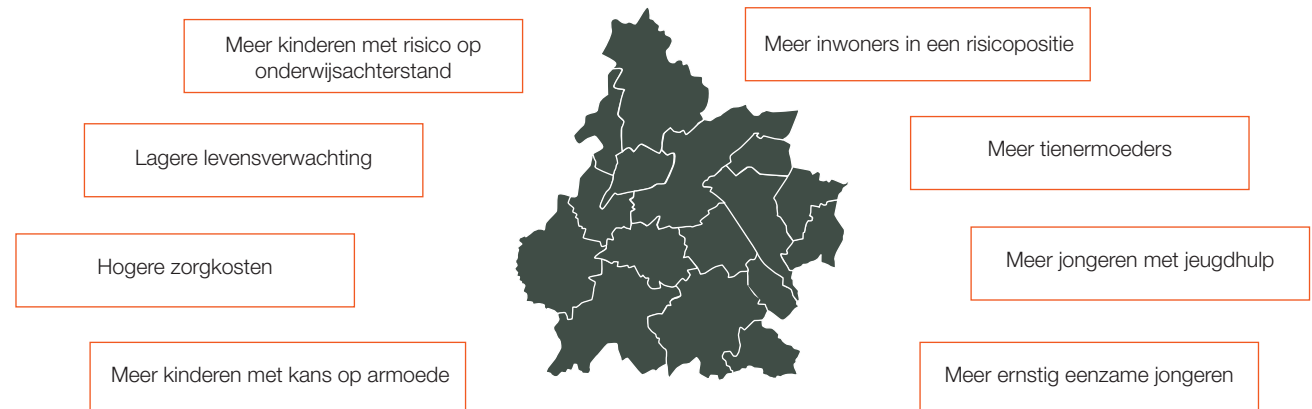 Meer kinderen met risico op
onderwijsachterstand
Meer inwoners in een risicopositie
Lagere levensverwachting
Meer tienermoeders
Hogere zorgkosten
Meer jongeren met jeugdhulp
Meer kinderen met kans op armoede
Meer ernstig eenzame jongeren